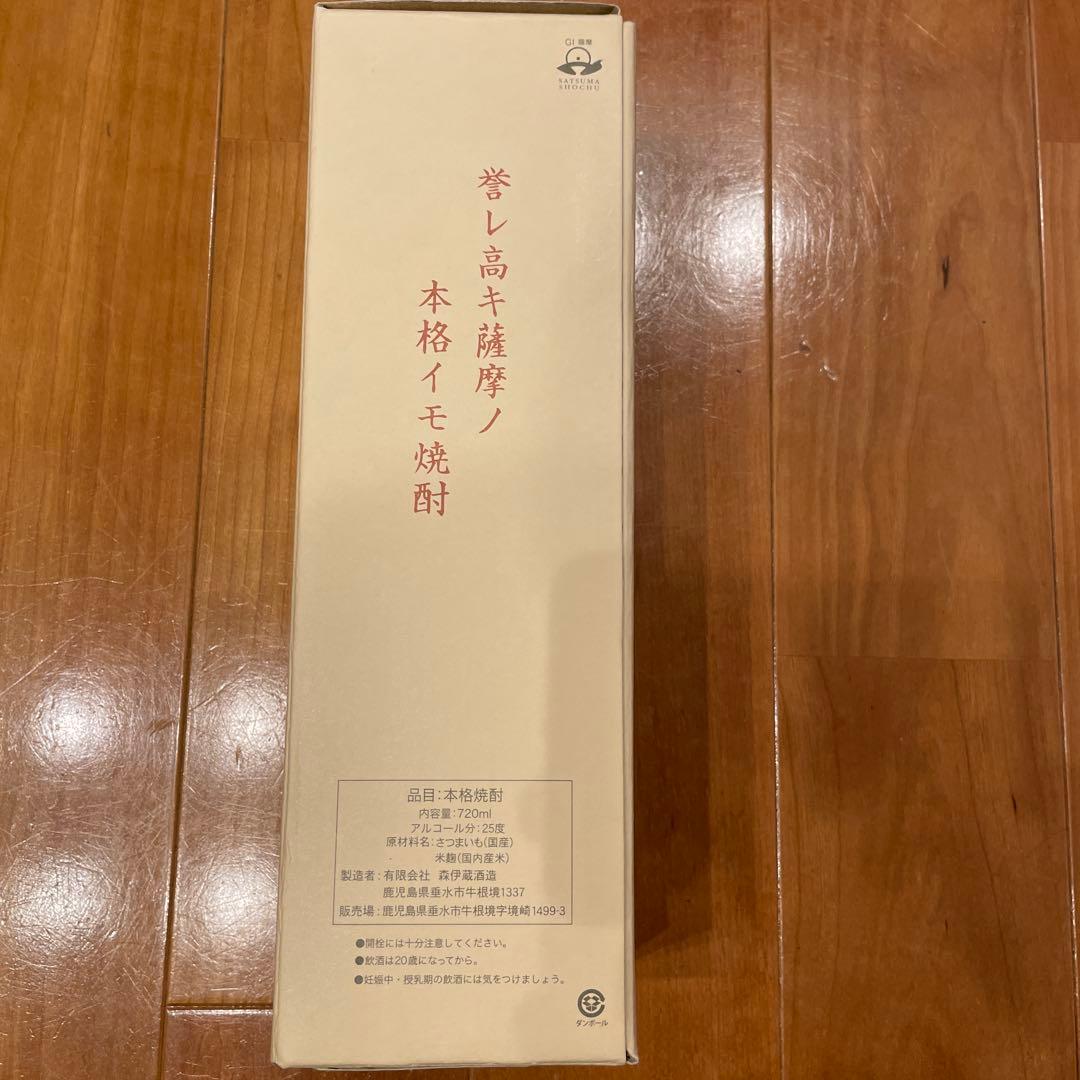 GI 薩摩
SATSUMA
SHOCHU
誉レ高キ薩摩ノ
本格イモ焼酎
品目:本格焼酎
内容量:720ml
アルコール分:25度
原材料名:さつまいも(国産)
米麹(国内産米)
製造者:有限会社 森伊蔵酒造
鹿児島県垂水市牛根境1337
販売場:鹿児島県垂水市牛根境字境崎1499-3
●開栓には十分注意してください。
●飲酒は20歳になってから。
●妊娠中・授乳期の飲酒には気をつけましょう。
ダンボール